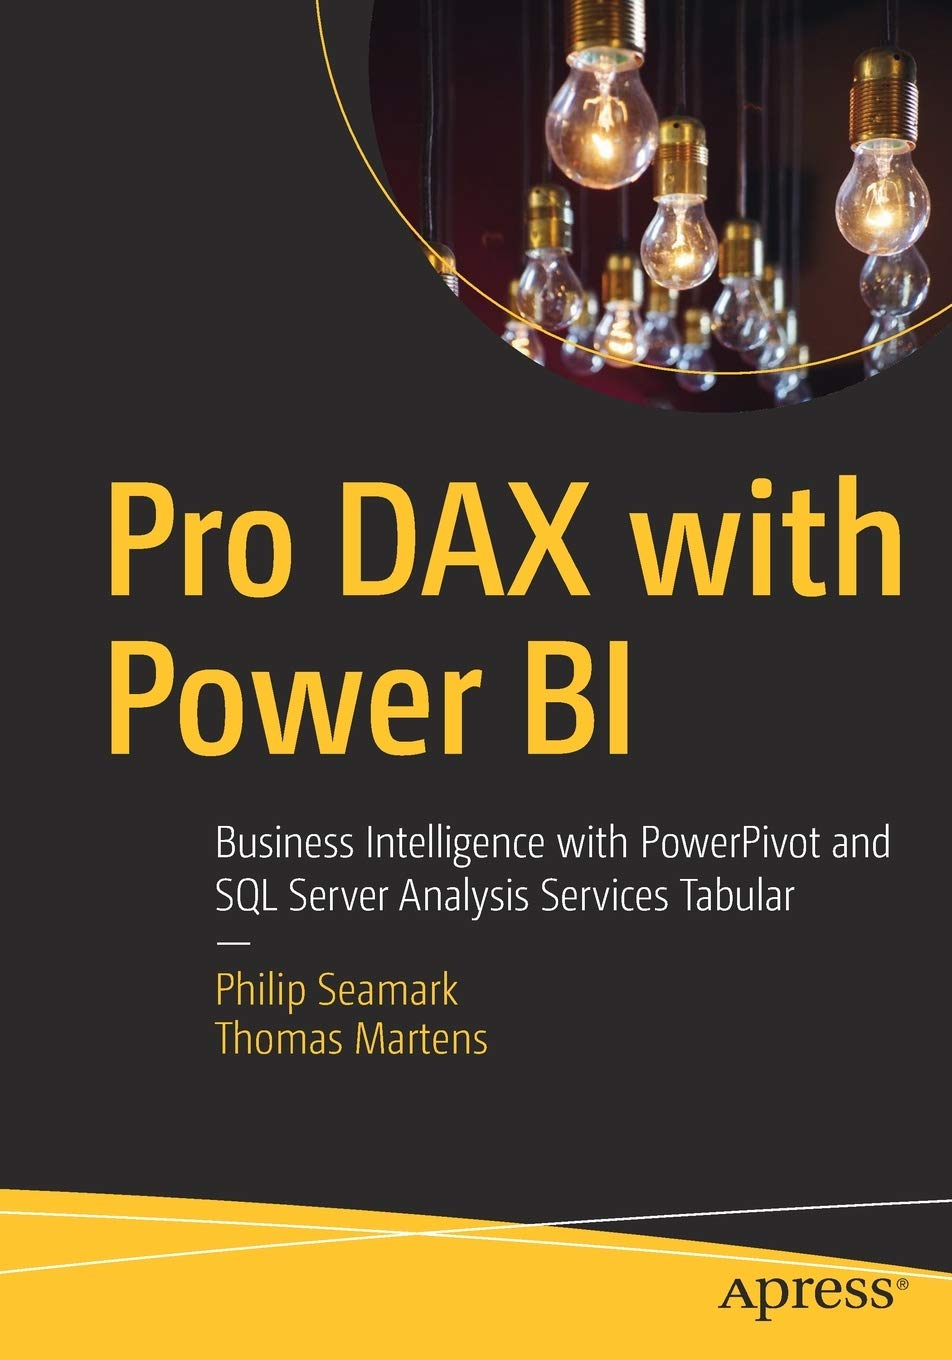 Pro DAX with
Power BI
Business Intelligence with PowerPivot and
SQL Server Analysis Services Tabular
—
Philip Seamark
Thomas Martens
Apress®